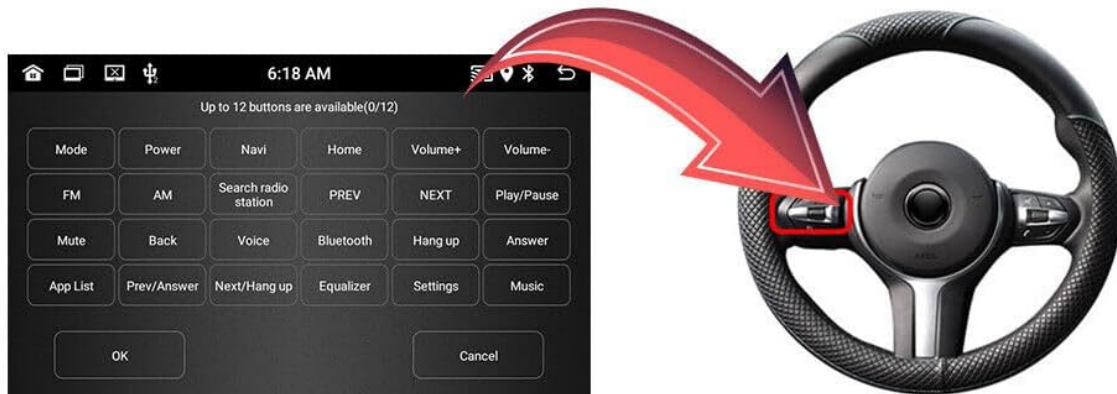 6:18 AM
Up to 12 buttons are available(0/12)
Mode Power Navi Home Volume+ Volume-
FM AM Search radio station PREV NEXT Play/Pause
Mute Back Voice Bluetooth Hang up Answer
App List Prev/Answer Next/Hang up Equalizer Settings Music
OK Cancel